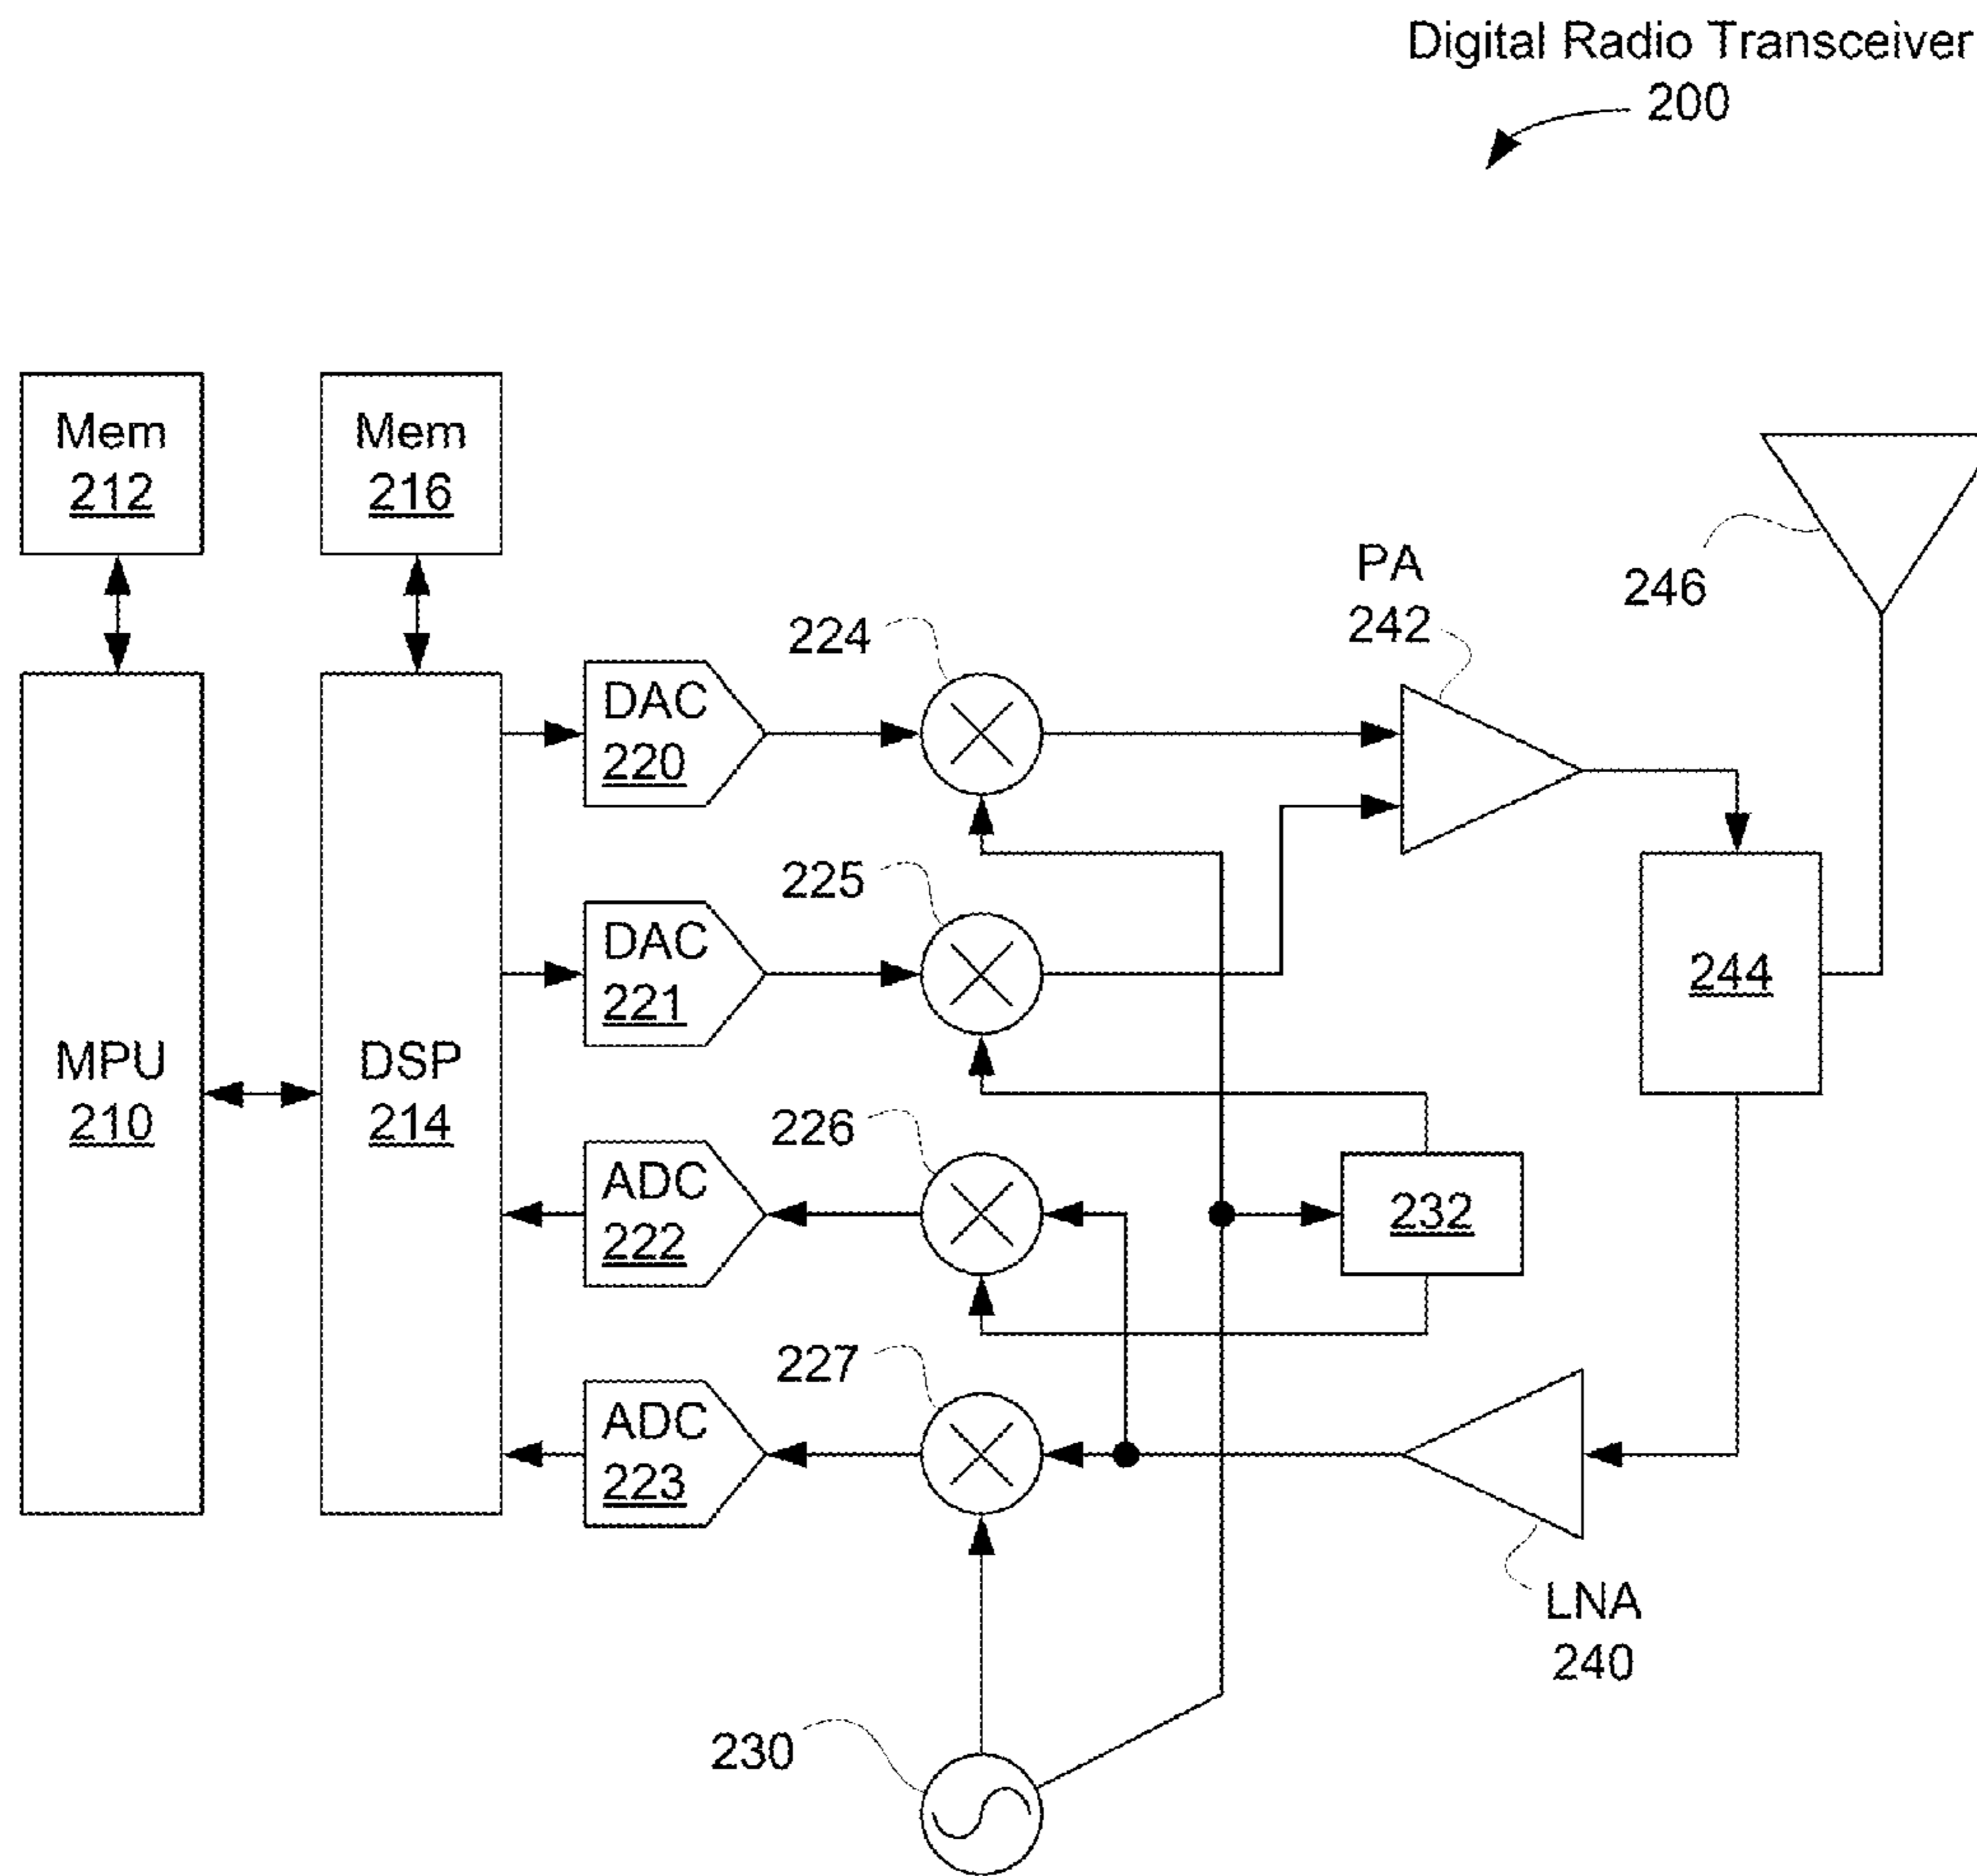 Digital Radio Transceiver
200
Mem
212
Mem
216
PA
242
246
224
DAC
220
225
DAC
221
244
MPU
210
DSP
214
226
ADC
222
232
227
ADC
223
LNA
240
230